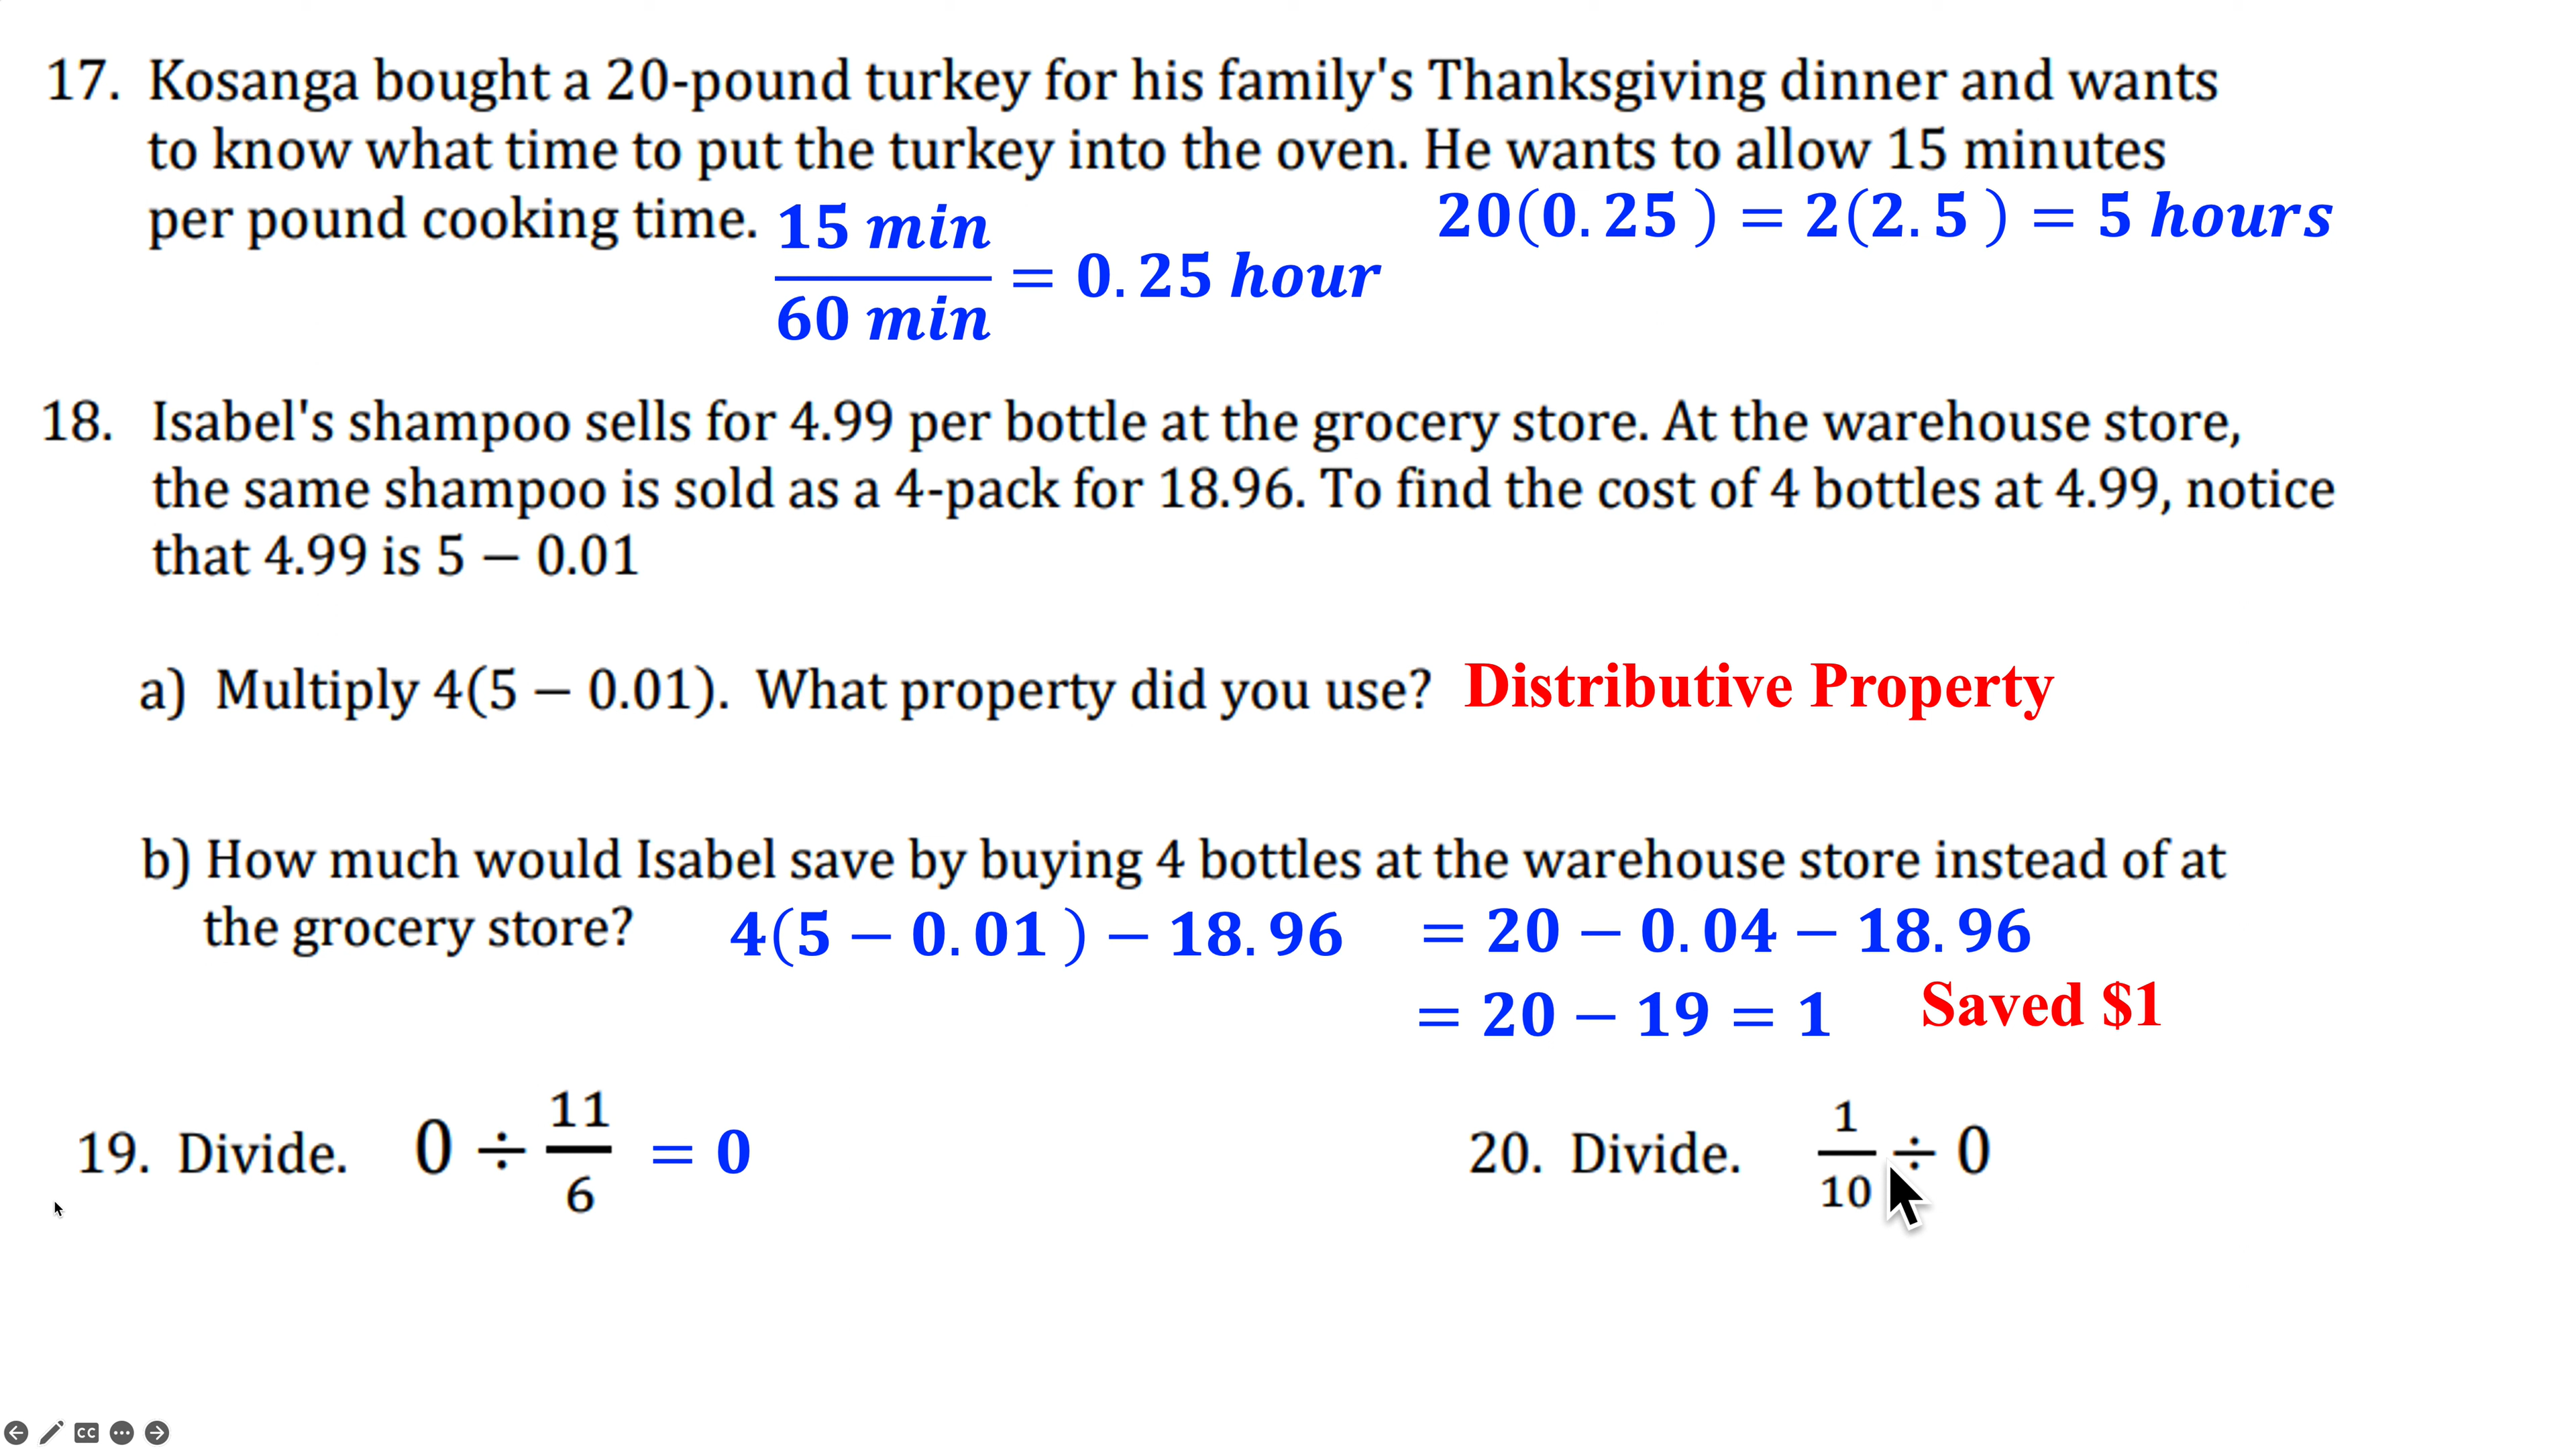 17. Kosanga bought a 20-pound turkey for his family's Thanksgiving dinner and wants
to know what time to put the turkey into the oven. He wants to allow 15 minutes
per pound cooking time. 15 min / 60 min = 0.25 hour
20(0.25) = 2(2.5) = 5 hours
18. Isabel's shampoo sells for 4.99 per bottle at the grocery store. At the warehouse store,
the same shampoo is sold as a 4-pack for 18.96. To find the cost of 4 bottles at 4.99, notice
that 4.99 is 5 − 0.01
a) Multiply 4(5 − 0.01). What property did you use? Distributive Property
b) How much would Isabel save by buying 4 bottles at the warehouse store instead of at
the grocery store? 4(5 − 0.01) − 18.96 = 20 − 0.04 − 18.96
= 20 − 19 = 1 Saved $1
19. Divide. 0 ÷ 11/6 = 0
20. Divide. 1/10 ÷ 0
CC